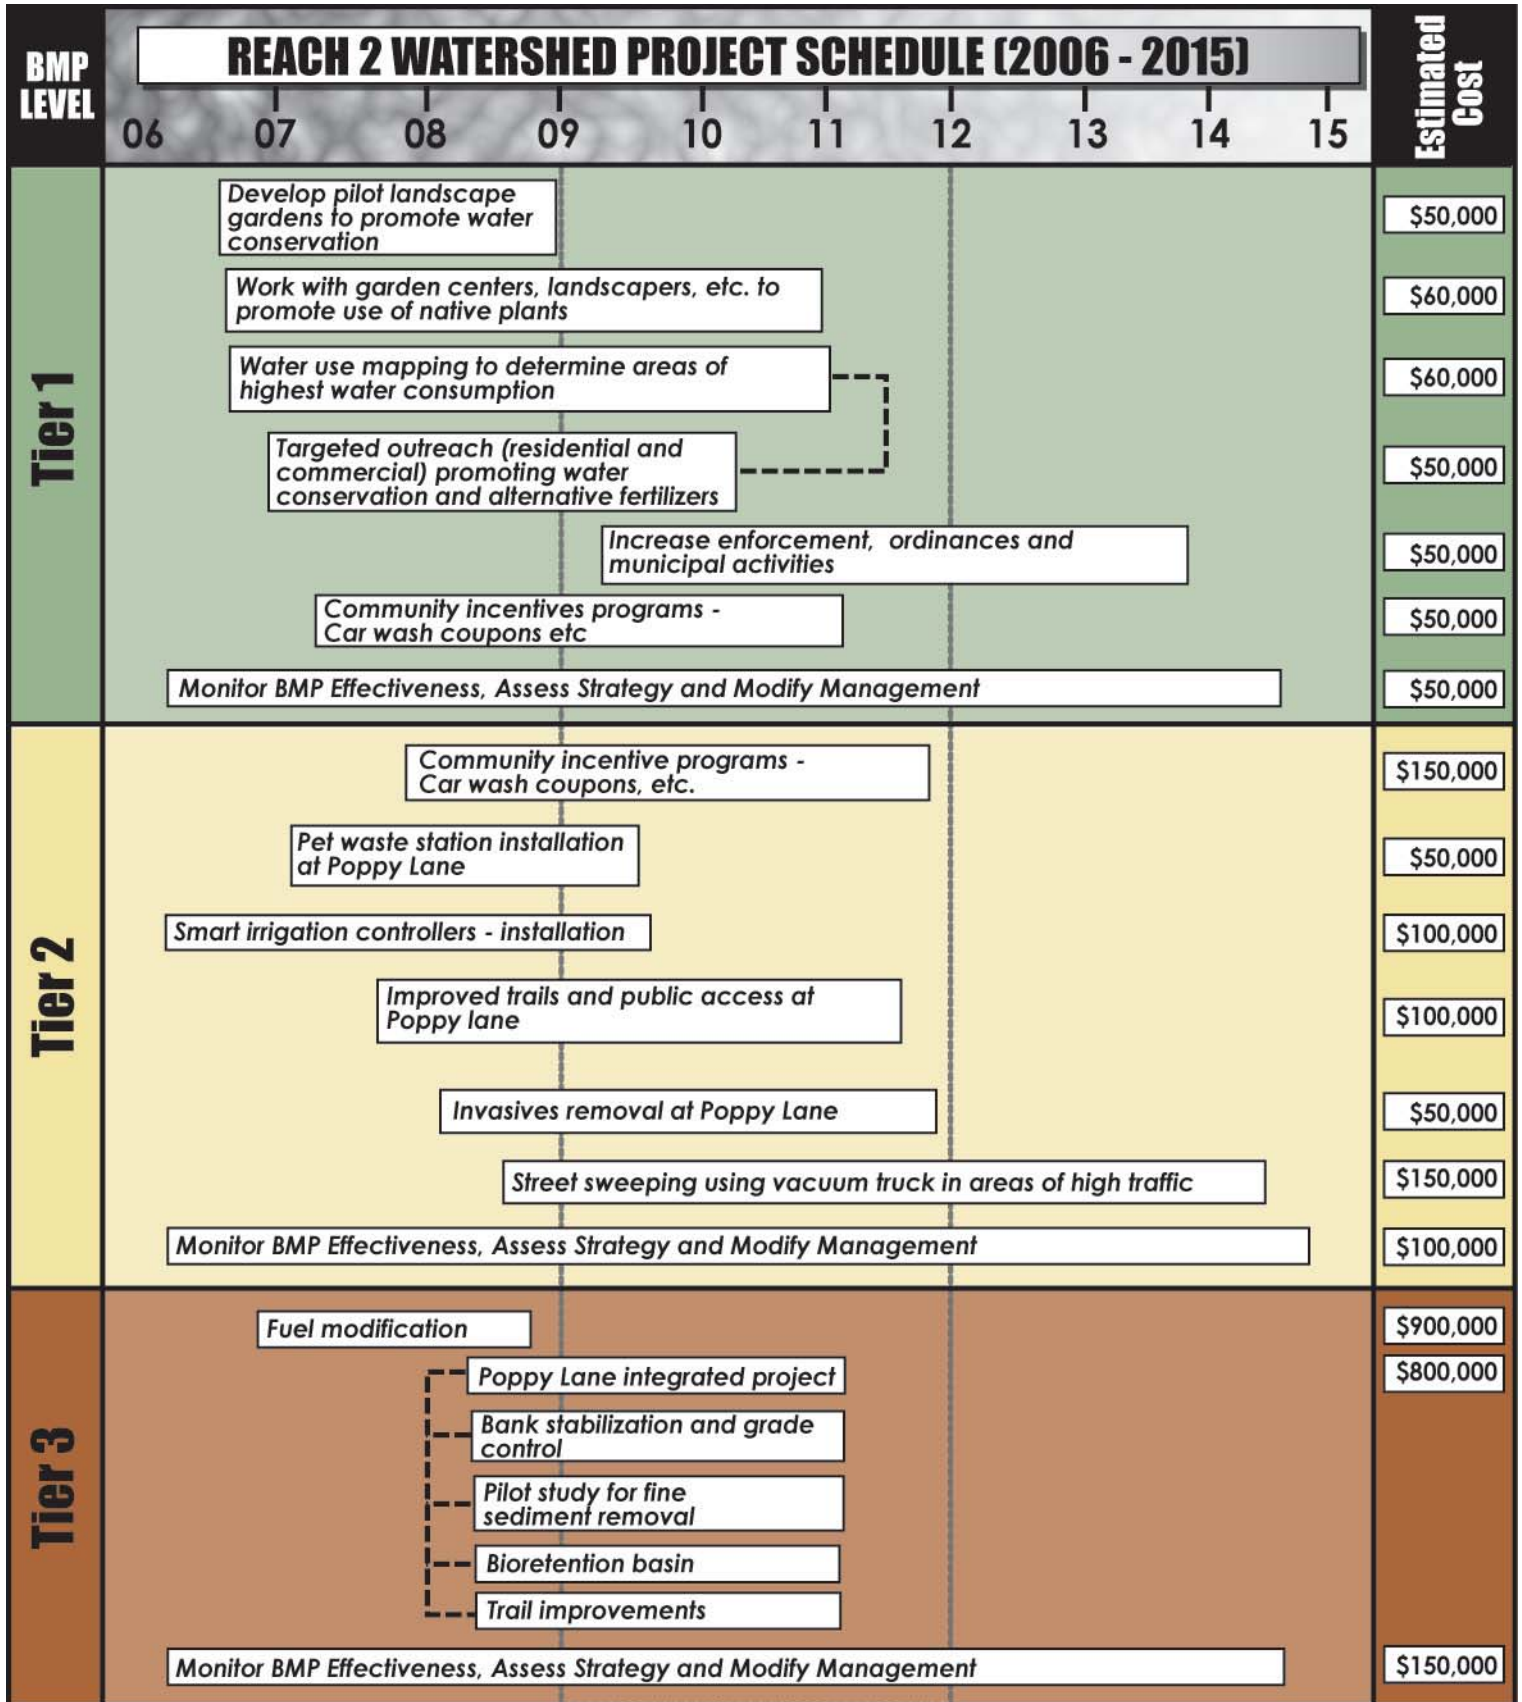 BMP
LEVEL
REACH 2 WATERSHED PROJECT SCHEDULE (2006 - 2015)
06 07 08 09 10 11 12 13 14 15
Estimated
Cost
Tier 1
Develop pilot landscape
gardens to promote water
conservation
$50,000
Work with garden centers, landscapers, etc. to
promote use of native plants
$60,000
Water use mapping to determine areas of
highest water consumption
$60,000
Targeted outreach (residential and
commercial) promoting water
conservation and alternative fertilizers
$50,000
Increase enforcement, ordinances and
municipal activities
$50,000
Community incentives programs -
Car wash coupons etc
$50,000
Monitor BMP Effectiveness, Assess Strategy and Modify Management
$50,000
Tier 2
Community incentive programs -
Car wash coupons, etc.
$150,000
Pet waste station installation
at Poppy Lane
$50,000
Smart irrigation controllers - installation
$100,000
Improved trails and public access at
Poppy lane
$100,000
Invasives removal at Poppy Lane
$50,000
Street sweeping using vacuum truck in areas of high traffic
$150,000
Monitor BMP Effectiveness, Assess Strategy and Modify Management
$100,000
Tier 3
Fuel modification
$900,000
Poppy Lane integrated project
$800,000
Bank stabilization and grade
control
Pilot study for fine
sediment removal
Bioretention basin
Trail improvements
Monitor BMP Effectiveness, Assess Strategy and Modify Management
$150,000